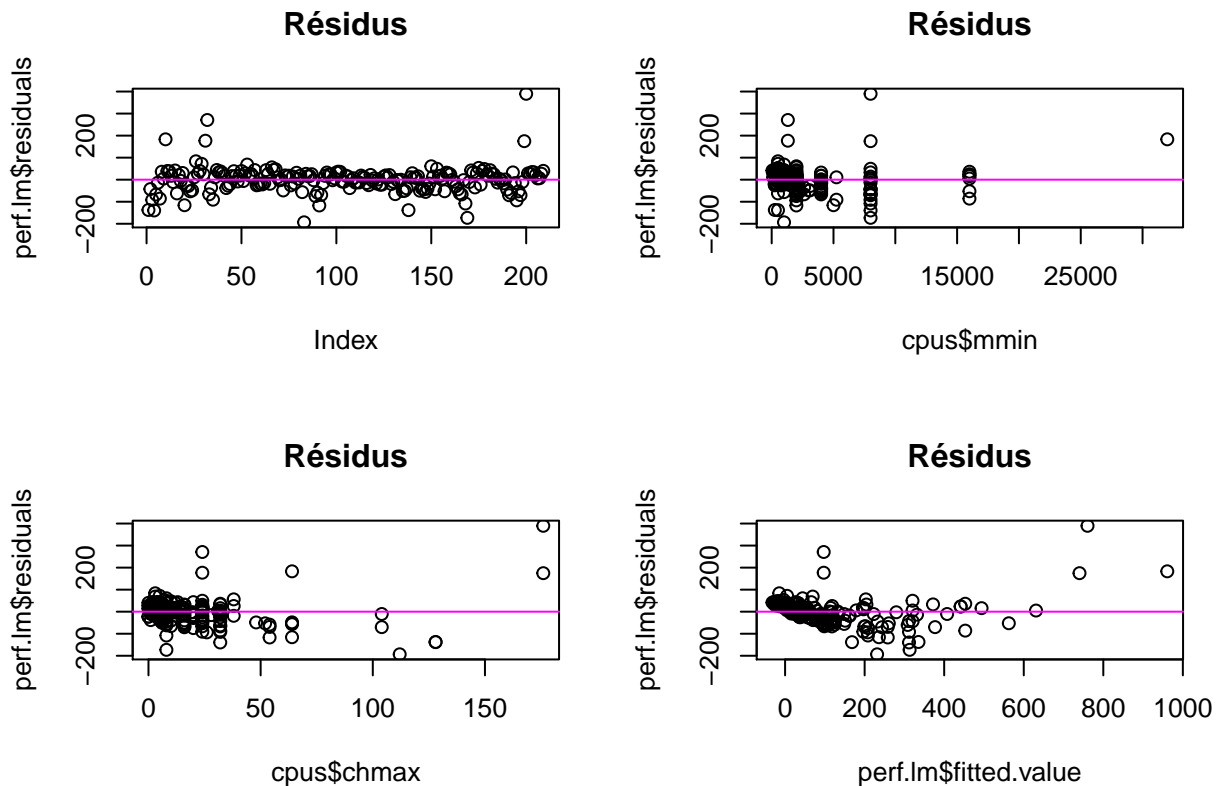 Résidus
perf.lm$residuals
200
−200
0 50 100 150 200
Index
Résidus
perf.lm$residuals
200
−200
0 5000 15000 25000
cpus$mmin
Résidus
perf.lm$residuals
200
−200
0 50 100 150
cpus$chmax
Résidus
perf.lm$residuals
200
−200
0 200 400 600 800 1000
perf.lm$fitted.value